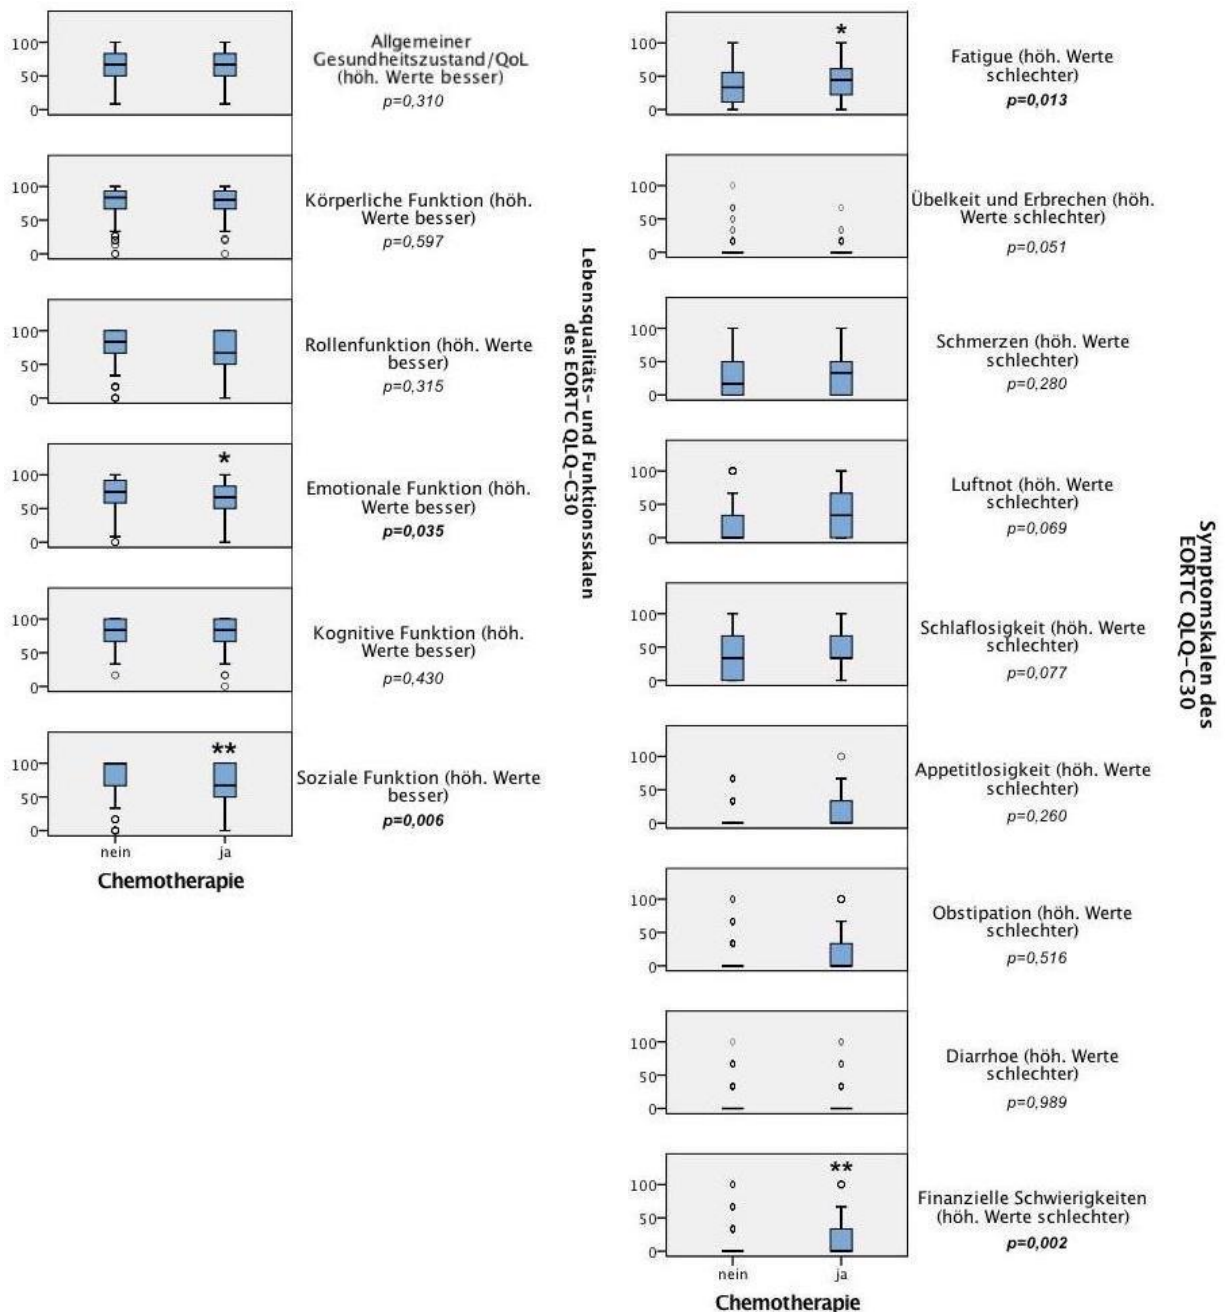 100
50
0
Allgemeiner
Gesundheitszustand/QoL
(höh. Werte besser)
p=0,310
100
50
0
Körperliche Funktion (höh.
Werte besser)
p=0,597
100
50
0
Rollenfunktion (höh. Werte
besser)
p=0,315
100
50
0
*
Emotionale Funktion (höh.
Werte besser)
p=0,035
100
50
0
Kognitive Funktion (höh.
Werte besser)
p=0,430
100
50
0
**
Soziale Funktion (höh. Werte
besser)
p=0,006
nein ja
Chemotherapie
Lebensqualitäts- und Funktionsskalen
des EORTC QLQ-C30
100
50
0
*
Fatigue (höh. Werte
schlechter)
p=0,013
100
50
0
Übelkeit und Erbrechen (höh.
Werte schlechter)
p=0,051
100
50
0
Schmerzen (höh. Werte
schlechter)
p=0,280
100
50
0
Luftnot (höh. Werte
schlechter)
p=0,069
100
50
0
Schlaflosigkeit (höh. Werte
schlechter)
p=0,077
100
50
0
Appetitlosigkeit (höh. Werte
schlechter)
p=0,260
100
50
0
Obstipation (höh. Werte
schlechter)
p=0,516
100
50
0
Diarrhoe (höh. Werte
schlechter)
p=0,989
100
50
0
**
Finanzielle Schwierigkeiten
(höh. Werte schlechter)
p=0,002
nein ja
Chemotherapie
Symptomskalen des
EORTC QLQ-C30